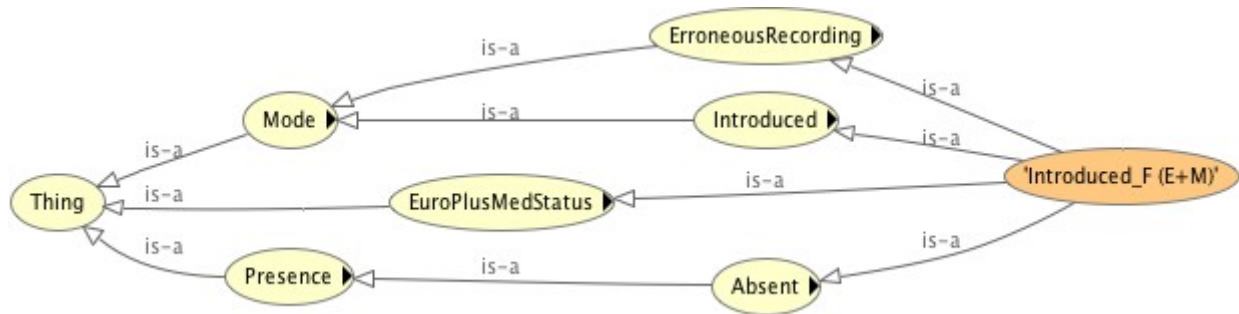 ErroneousRecording
is-a
is-a
Mode
is-a
Introduced
is-a
is-a
'Introduced_F (E+M)'
is-a
Thing
is-a
EuroPlusMedStatus
is-a
is-a
Presence
is-a
Absent